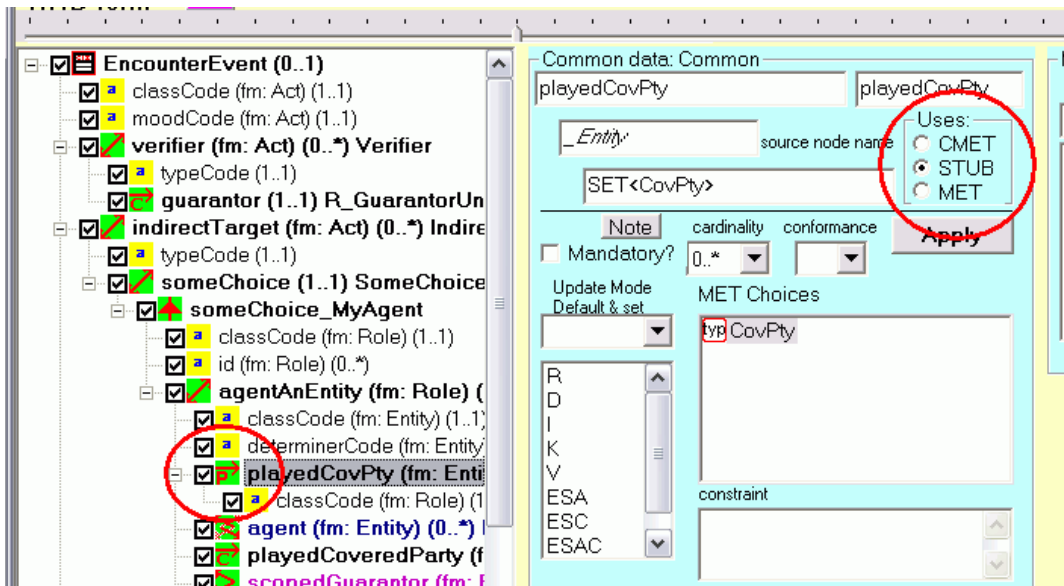 EncounterEvent (0..1)
a classCode (fm: Act) (1..1)
a moodCode (fm: Act) (1..1)
verifier (fm: Act) (0..*) Verifier
a typeCode (1..1)
C guarantor (1..1) R_GuarantorUn
indirectTarget (fm: Act) (0..*) Indire
a typeCode (1..1)
someChoice (1..1) SomeChoice
someChoice_MyAgent
a classCode (fm: Role) (1..1)
a id (fm: Role) (0..*)
agentAnEntity (fm: Role) (
a classCode (fm: Entity) (1..1)
a determinerCode (fm: Entity
P playedCovPty (fm: Enti
a classCode (fm: Role) (1
agent (fm: Entity) (0..*)
C playedCoveredParty (f
scopedGuarantor (fm:
Common data: Common
playedCovPty playedCovPty
_Entity source node name
SET<CovPty>
Uses:
CMET
STUB
MET
Note cardinality conformance Apply
Mandatory? 0..*
Update Mode
Default & set
MET Choices
typ CovPty
R
D
I
K
V
ESA
ESC
ESAC
constraint